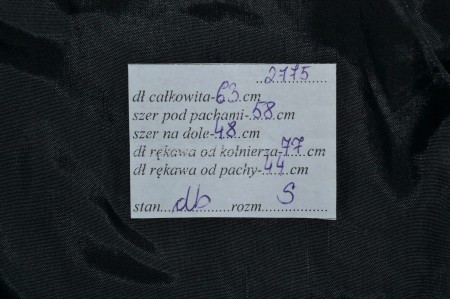 2775
dł całkowita-63.cm
szer pod pachami-.58.cm
szer na dole-48.cm
dł rękawa od kołnierza-77.cm
dł rękawa od pachy-44.cm
stan...db...rozm...S...